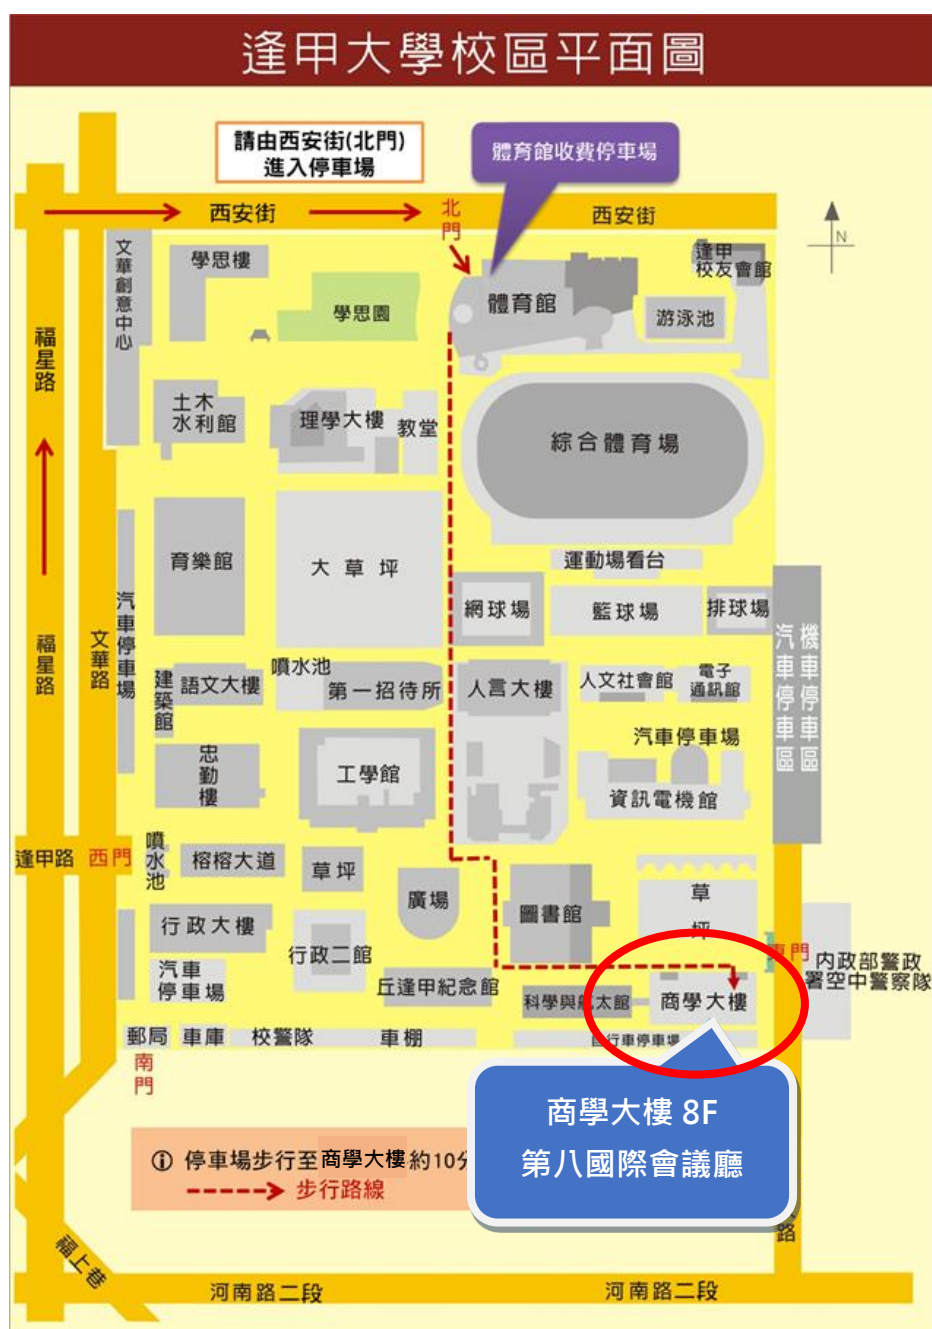 逢甲大學校區平面圖
請由西安街(北門)
進入停車場
體育館收費停車場
西安街
北門
西安街
N
文華創意中心
學思樓
學思園
體育館
逢甲
校友會館
游泳池
福星路
土木
水利館
理學大樓
教堂
綜合體育場
育樂館
大草坪
運動場看台
網球場
籃球場
排球場
汽車停車場
福星路
文華路
建築館
語文大樓
噴水池
第一招待所
人言大樓
人文社會館
電子
通訊館
機車停車區
汽車停車區
忠勤樓
工學館
汽車停車場
資訊電機館
逢甲路
西門
噴水池
榕榕大道
草坪
廣場
圖書館
草坪
行政大樓
行政二館
東門
內政部警政
署空中警察隊
汽車
停車場
丘逢甲紀念館
科學與航太館
商學大樓
郵局
車庫
校警隊
車棚
自行車停車場
南門
商學大樓 8F
第八國際會議廳
ⓘ 停車場步行至商學大樓約10分
步行路線
路
福上巷
河南路二段
河南路二段